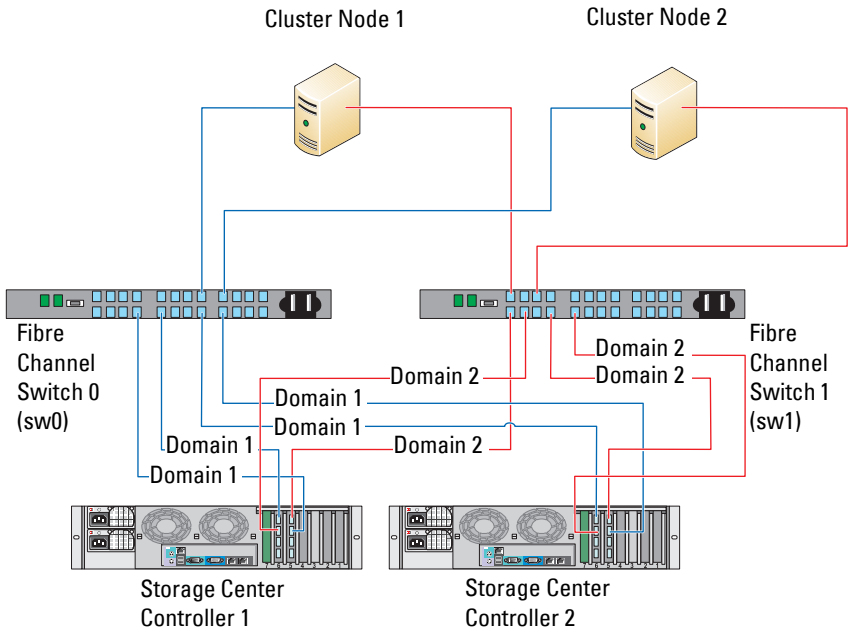 Cluster Node 1
Cluster Node 2
Fibre
Channel
Switch 0
(sw0)
Fibre
Channel
Switch 1
(sw1)
Domain 2
Domain 2
Domain 2
Domain 1
Domain 1
Domain 1
Domain 2
Domain 1
Storage Center
Controller 1
Storage Center
Controller 2